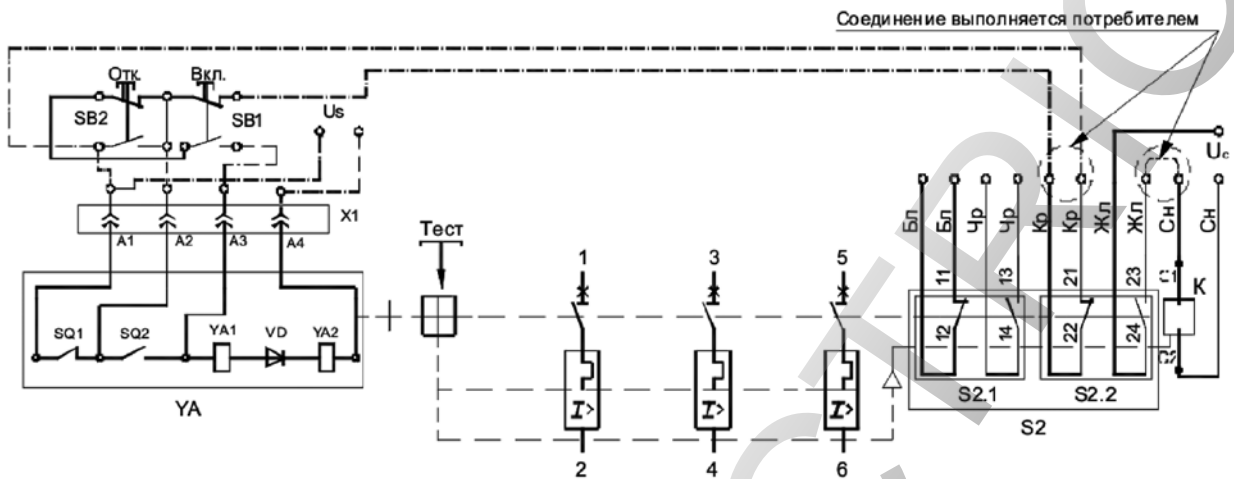 Соединение выполняется потребителем
Отк. Вкл.
SB2 SB1 Us
Uc
X1
A1 A2 A3 A4
Бл Бл Чр Чр Кр Кр Жл Жл Сн Сн
Тест
1 3 5
11 13 21 23 C1 K
SQ1 SQ2 YA1 VD YA2
12 14 22 24 C2
I> I> I>
S2.1 S2.2
YA
S2
2 4 6